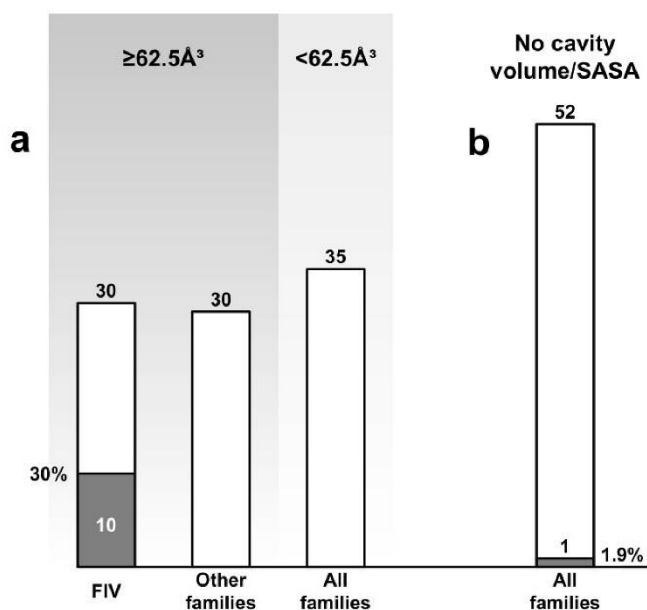 ≥62.5Å³
<62.5Å³
No cavity
volume/SASA
a
b
52
30
30
35
30%
10
1
1.9%
FIV
Other
families
All
families
All
families